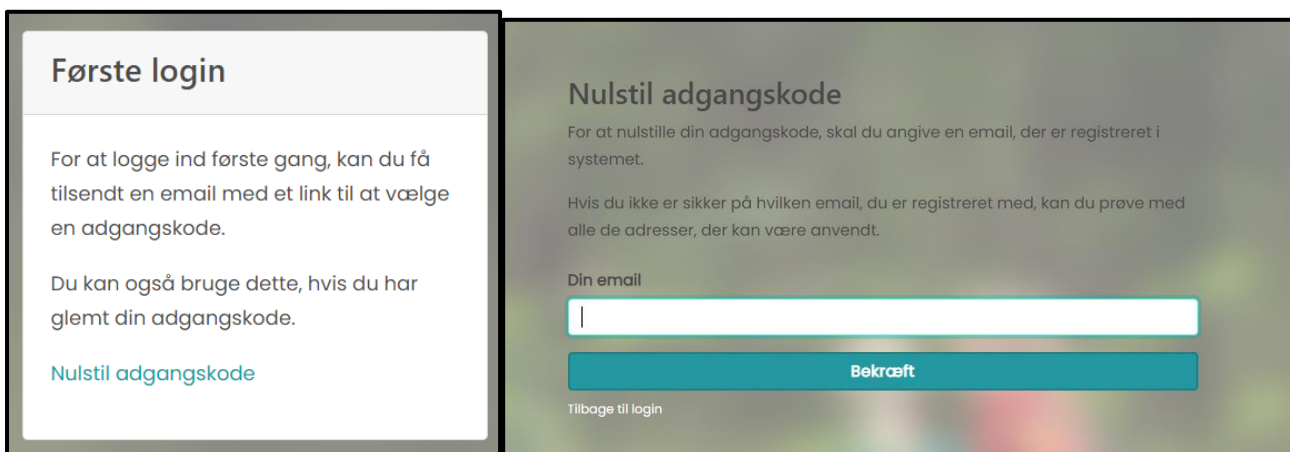 Første login
For at logge ind første gang, kan du få
tilsendt en email med et link til at vælge
en adgangskode.
Du kan også bruge dette, hvis du har
glemt din adgangskode.
Nulstil adgangskode
Nulstil adgangskode
For at nulstille din adgangskode, skal du angive en email, der er registreret i
systemet.
Hvis du ikke er sikker på hvilken email, du er registreret med, kan du prøve med
alle de adresser, der kan være anvendt.
Din email
Bekræft
Tilbage til login